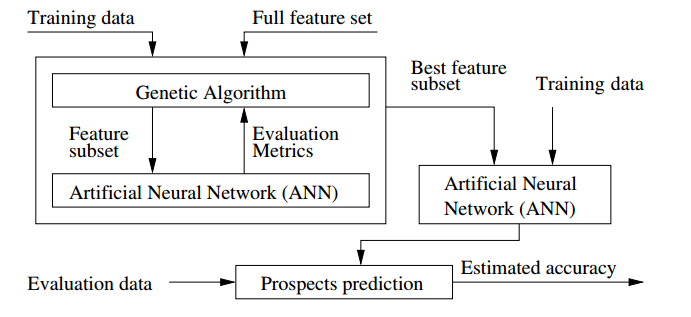 Training data
Full feature set
Genetic Algorithm
Feature
subset
Evaluation
Metrics
Artificial Neural Network (ANN)
Best feature
subset
Training data
Artificial Neural
Network (ANN)
Evaluation data
Prospects prediction
Estimated accuracy